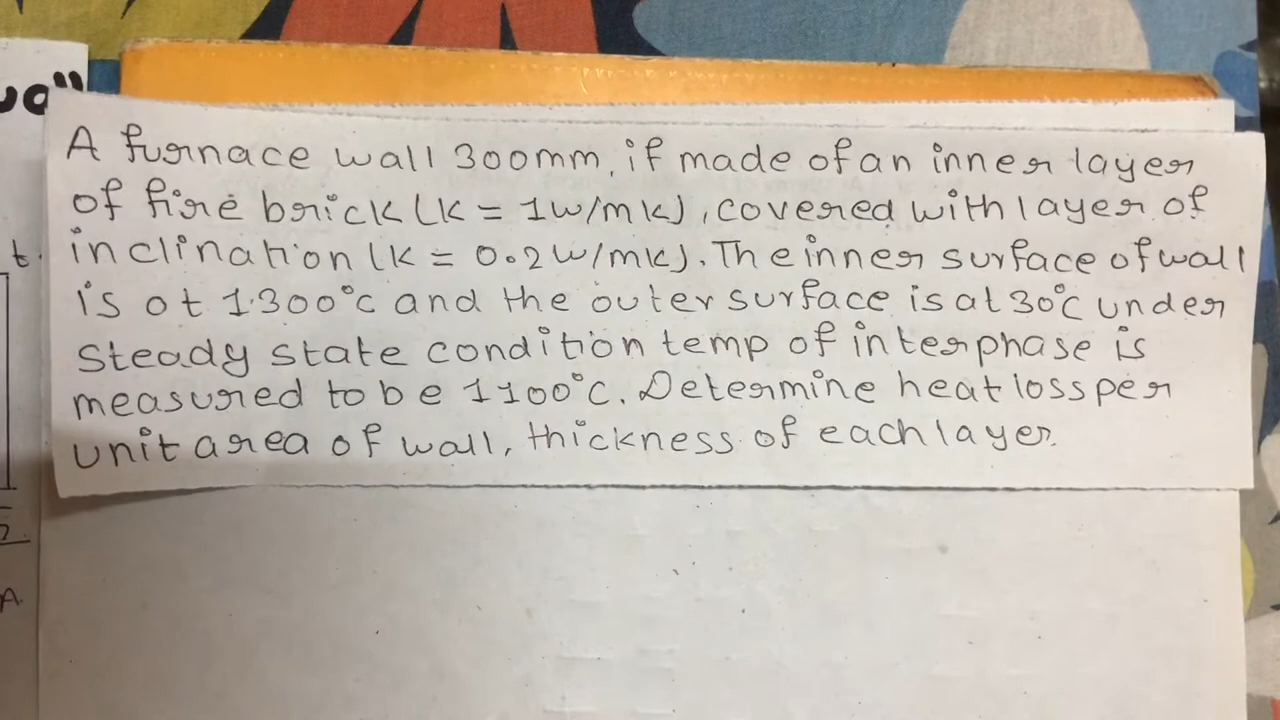 A furnace wall 300mm, if made of an inner layer
of fire brick (K = 1w/mk), covered with layer of
inclination (K = 0.2w/mk). The inner surface of wall
is at 1300°c and the outer surface is at 30°C under
steady state condition temp of interphase is
measured to be 1100°C. Determine heat loss per
unit area of wall, thickness of each layer.
t.
A.